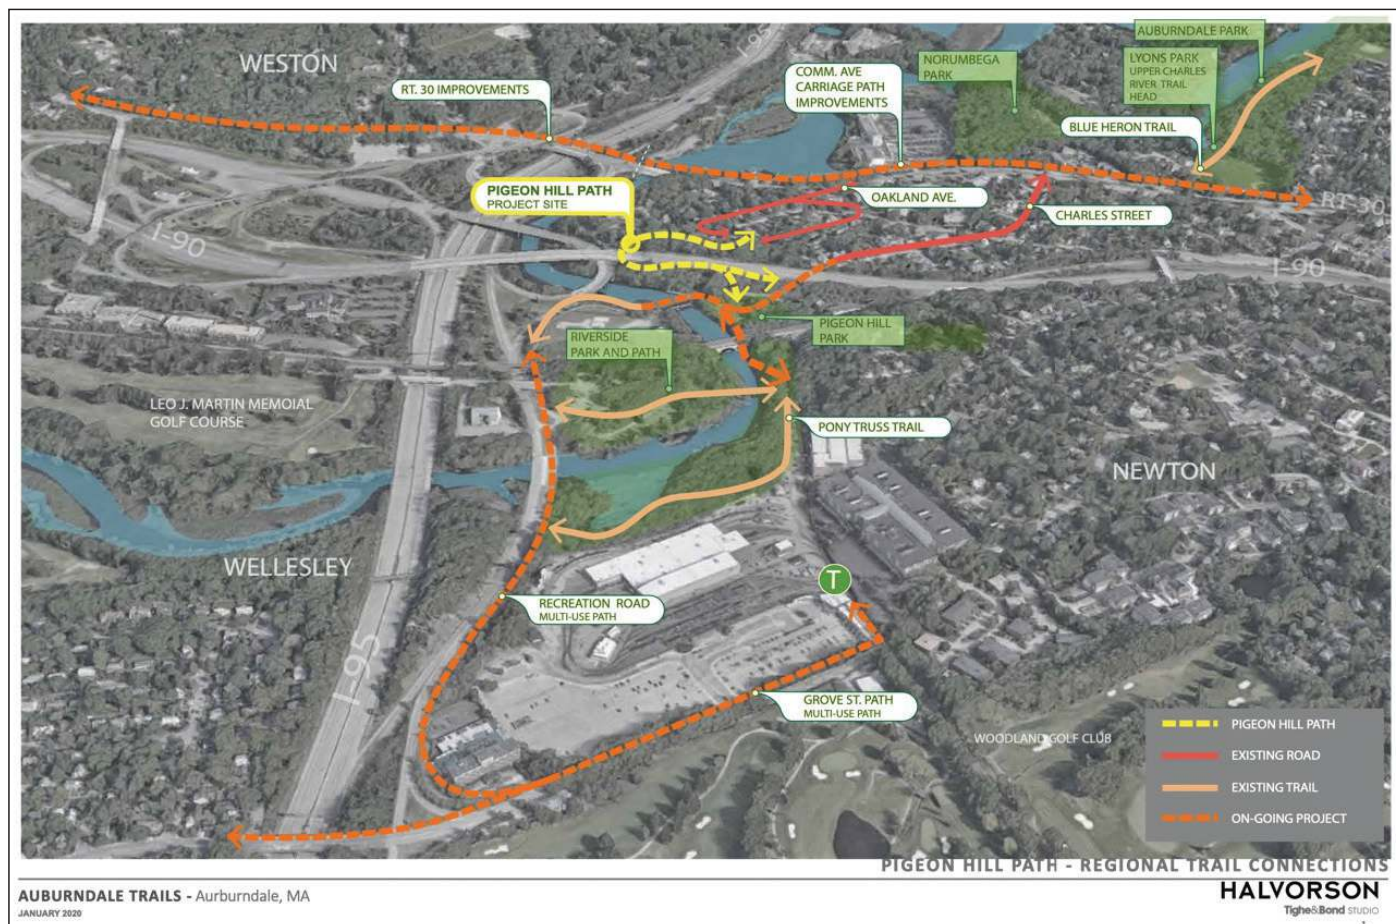 WESTON
RT. 30 IMPROVEMENTS
I-95
COMM. AVE
CARRIAGE PATH
IMPROVEMENTS
NORUMBEGA
PARK
AUBURNDALE PARK
LYONS PARK
UPPER CHARLES
RIVER TRAIL
HEAD
BLUE HERON TRAIL
PIGEON HILL PATH
PROJECT SITE
OAKLAND AVE.
CHARLES STREET
RT-30
I-90
I-90
RIVERSIDE
PARK AND PATH
PIGEON HILL
PARK
LEO J. MARTIN MEMOIAL
GOLF COURSE
PONY TRUSS TRAIL
NEWTON
WELLESLEY
T
RECREATION ROAD
MULTI-USE PATH
I-95
GROVE ST. PATH
MULTI-USE PATH
WOODLAND GOLF CLUB
PIGEON HILL PATH
EXISTING ROAD
EXISTING TRAIL
ON-GOING PROJECT
PIGEON HILL PATH - REGIONAL TRAIL CONNECTIONS
AUBURNDALE TRAILS - Aurburndale, MA
JANUARY 2020
HALVORSON
Tighe&Bond STUDIO
1